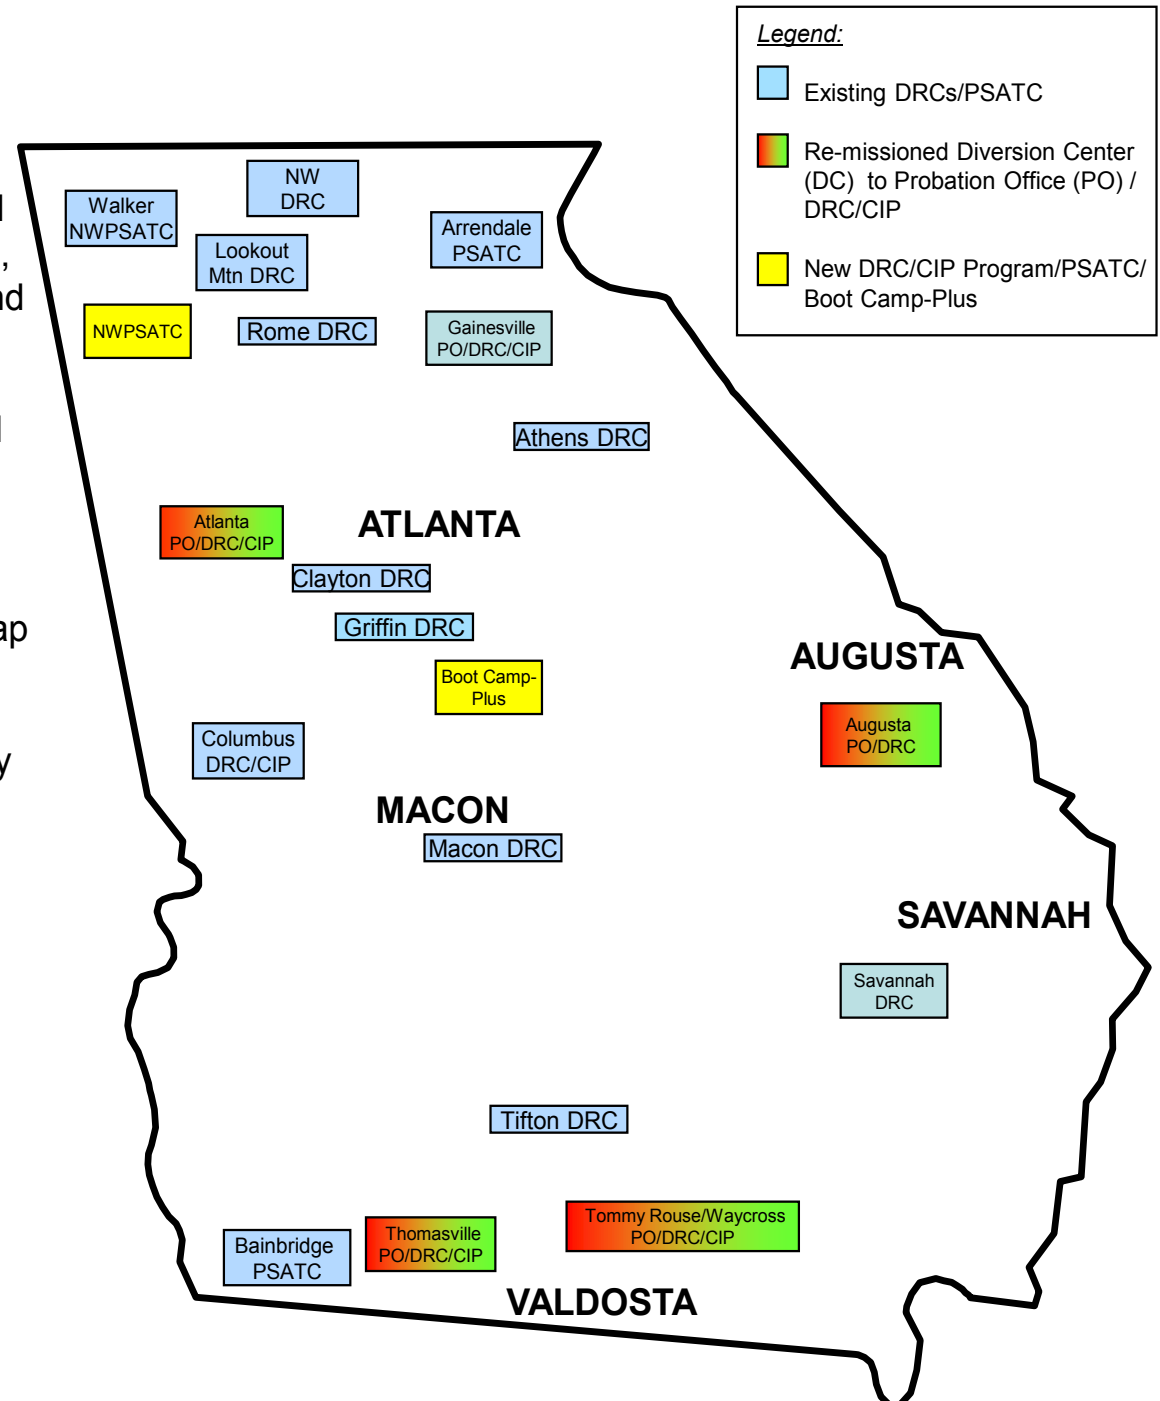 Legend:
Existing DRCs/PSATC
Re-missioned Diversion Center
(DC) to Probation Office (PO) /
DRC/CIP
New DRC/CIP Program/PSATC/
Boot Camp-Plus
NW
DRC
Walker
NWPSATC
Arrendale
PSATC
Lookout
Mtn DRC
,
nd
NWPSATC
Rome DRC
Gainesville
PO/DRC/CIP
Athens DRC
Atlanta
PO/DRC/CIP
ATLANTA
Clayton DRC
Griffin DRC
ap
AUGUSTA
Boot Camp-
Plus
Augusta
PO/DRC
Columbus
DRC/CIP
y
MACON
Macon DRC
SAVANNAH
Savannah
DRC
Tifton DRC
Tommy Rouse/Waycross
PO/DRC/CIP
Thomasville
PO/DRC/CIP
Bainbridge
PSATC
VALDOSTA